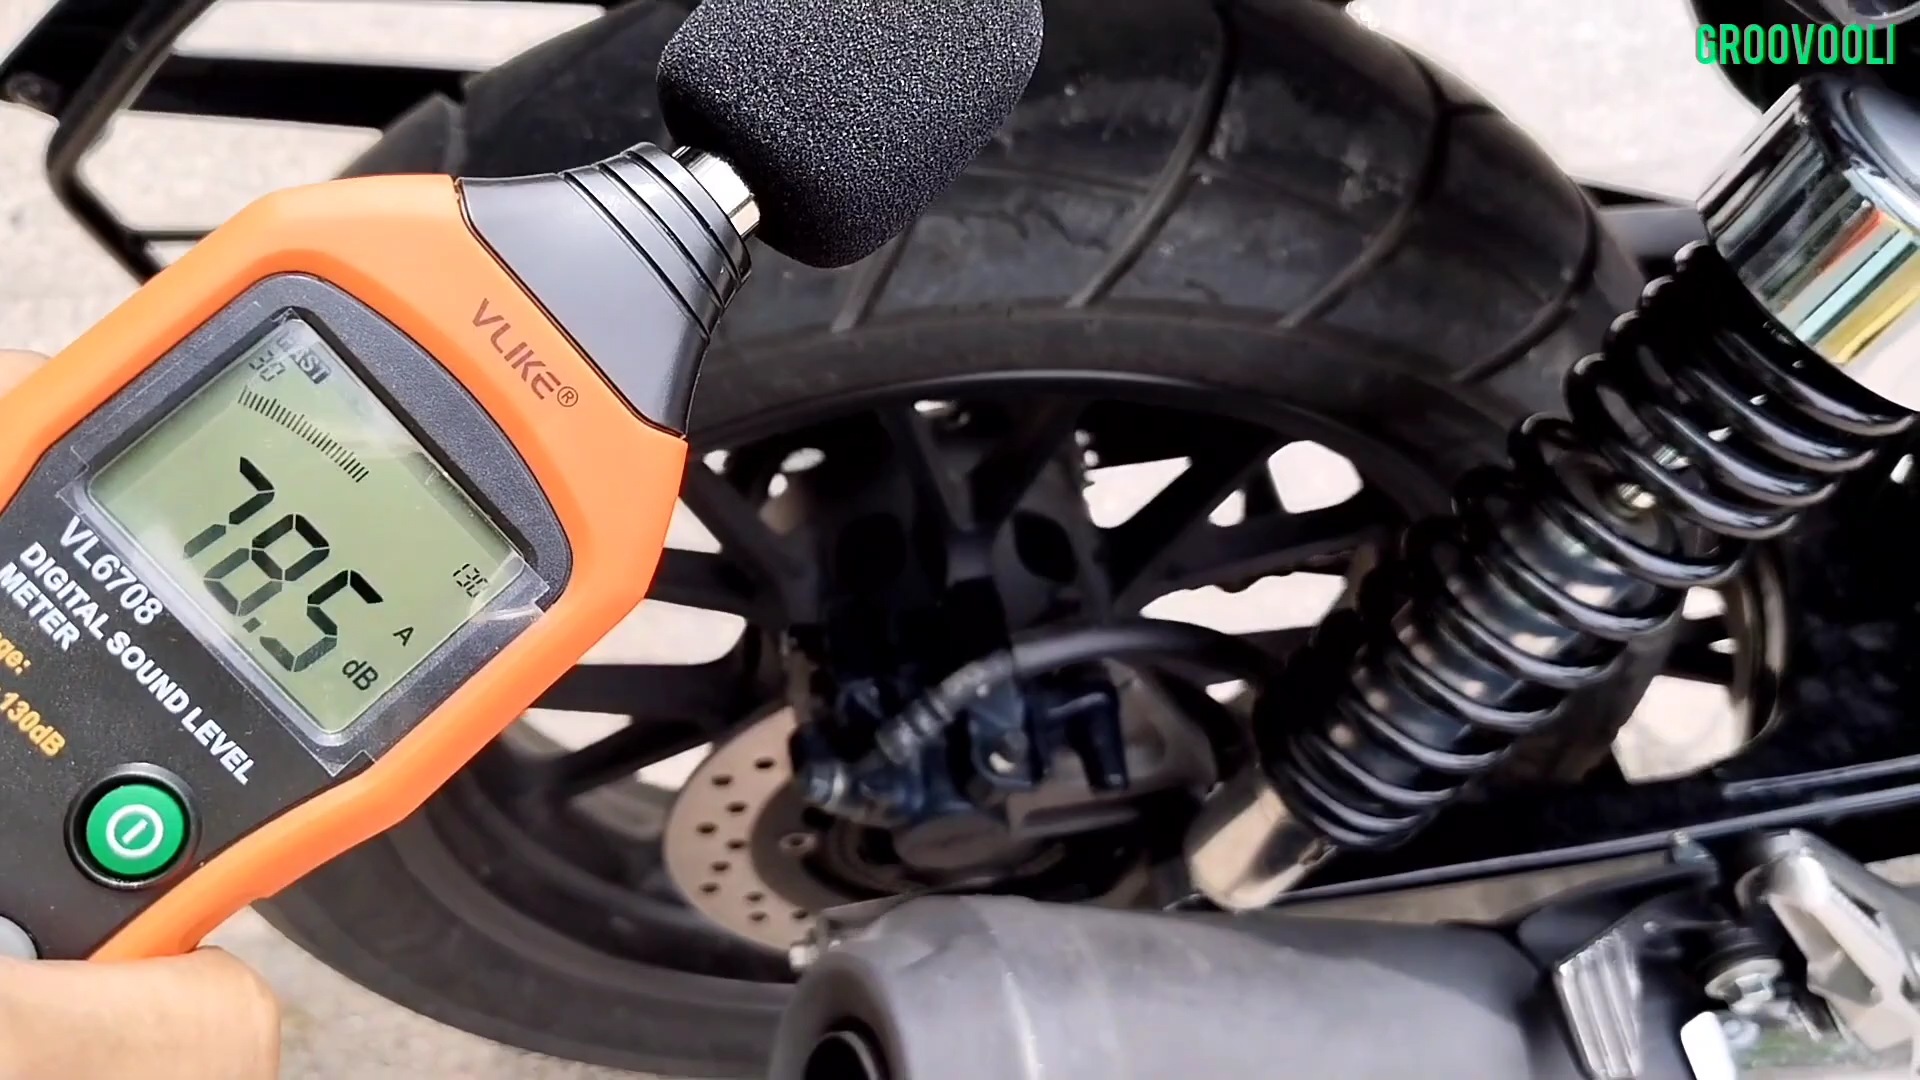 GROOVOOLI
VLIKE®
FAST
30
78.5
130
A
dB
VL6708
DIGITAL SOUND LEVEL
METER
130dB